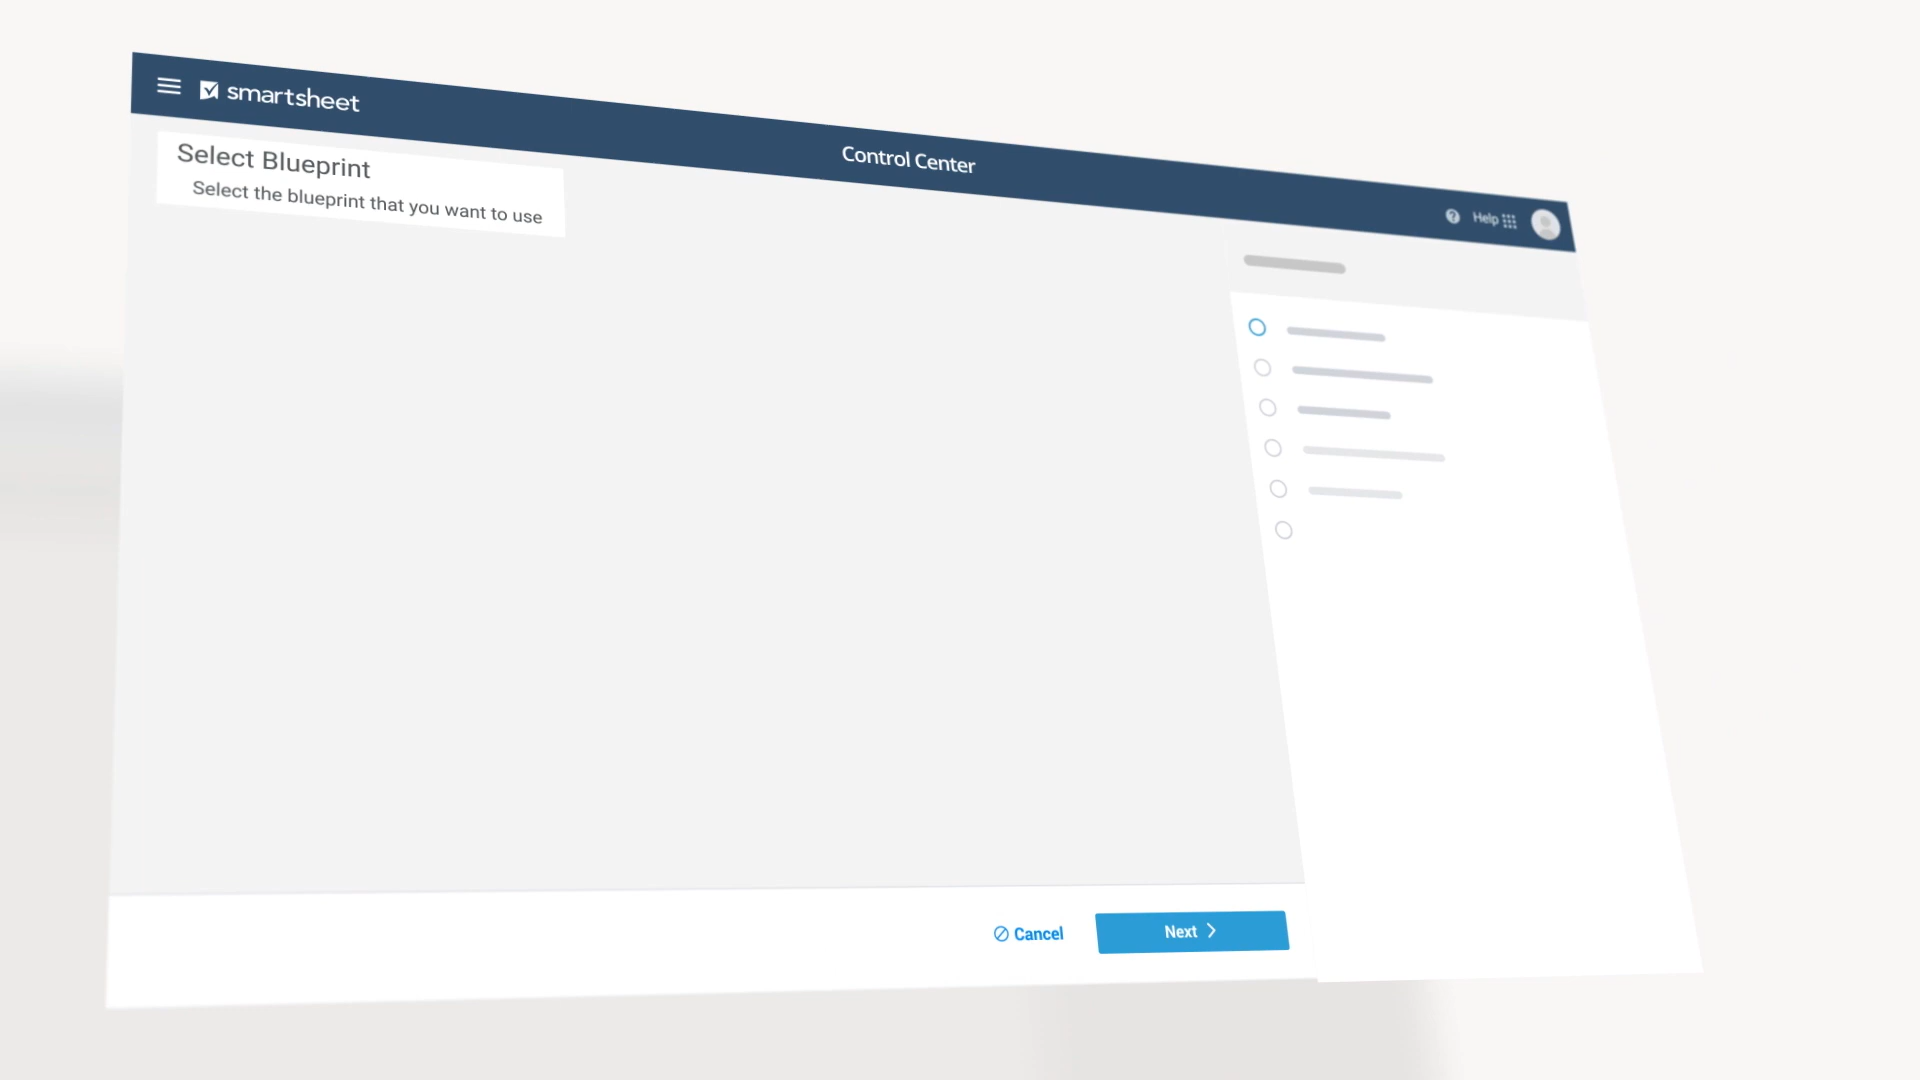 smartsheet
Control Center
Help
Select Blueprint
Select the blueprint that you want to use
Cancel
Next